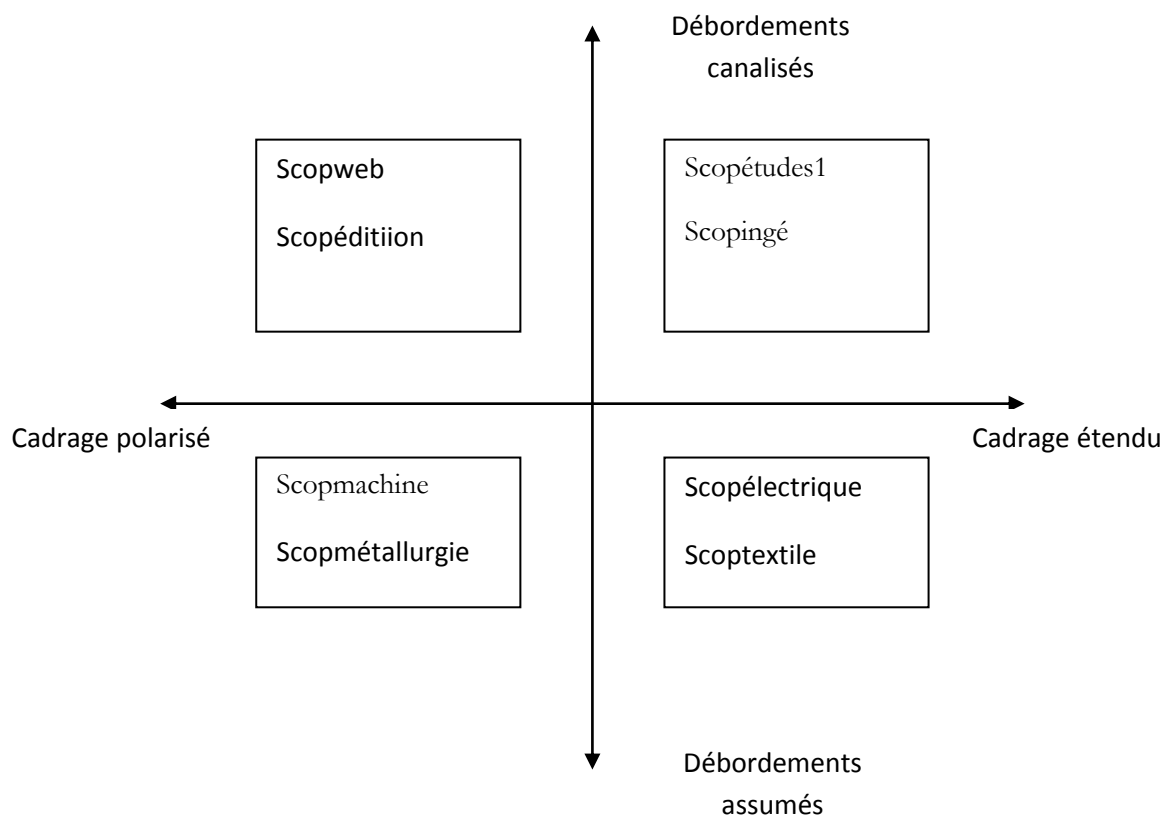 Débordements
canalisés
Scopweb
Scopéditiion
Scopétudes1
Scopingé
Cadrage polarisé
Cadrage étendu
Scopmachine
Scopmétallurgie
Scopélectrique
Scoptextile
Débordements
assumés